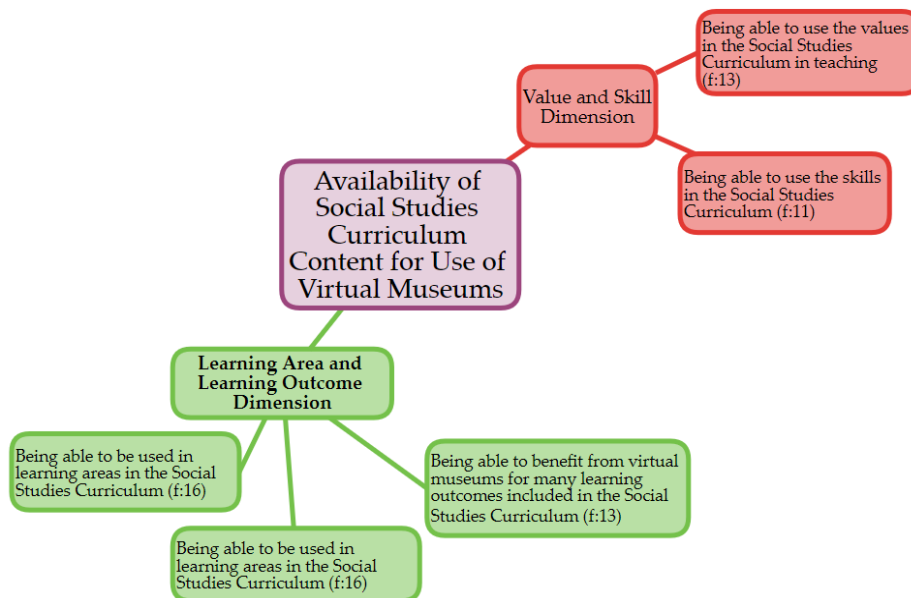 Being able to use the values
in the Social Studies
Curriculum in teaching
(f:13)
Value and Skill
Dimension
Being able to use the skills
in the Social Studies
Curriculum (f:11)
Availability of
Social Studies
Curriculum
Content for Use of
Virtual Museums
Learning Area and
Learning Outcome
Dimension
Being able to be used in
learning areas in the Social
Studies Curriculum (f:16)
Being able to benefit from virtual
museums for many learning
outcomes included in the Social
Studies Curriculum (f:13)
Being able to be used in
learning areas in the Social
Studies Curriculum (f:16)